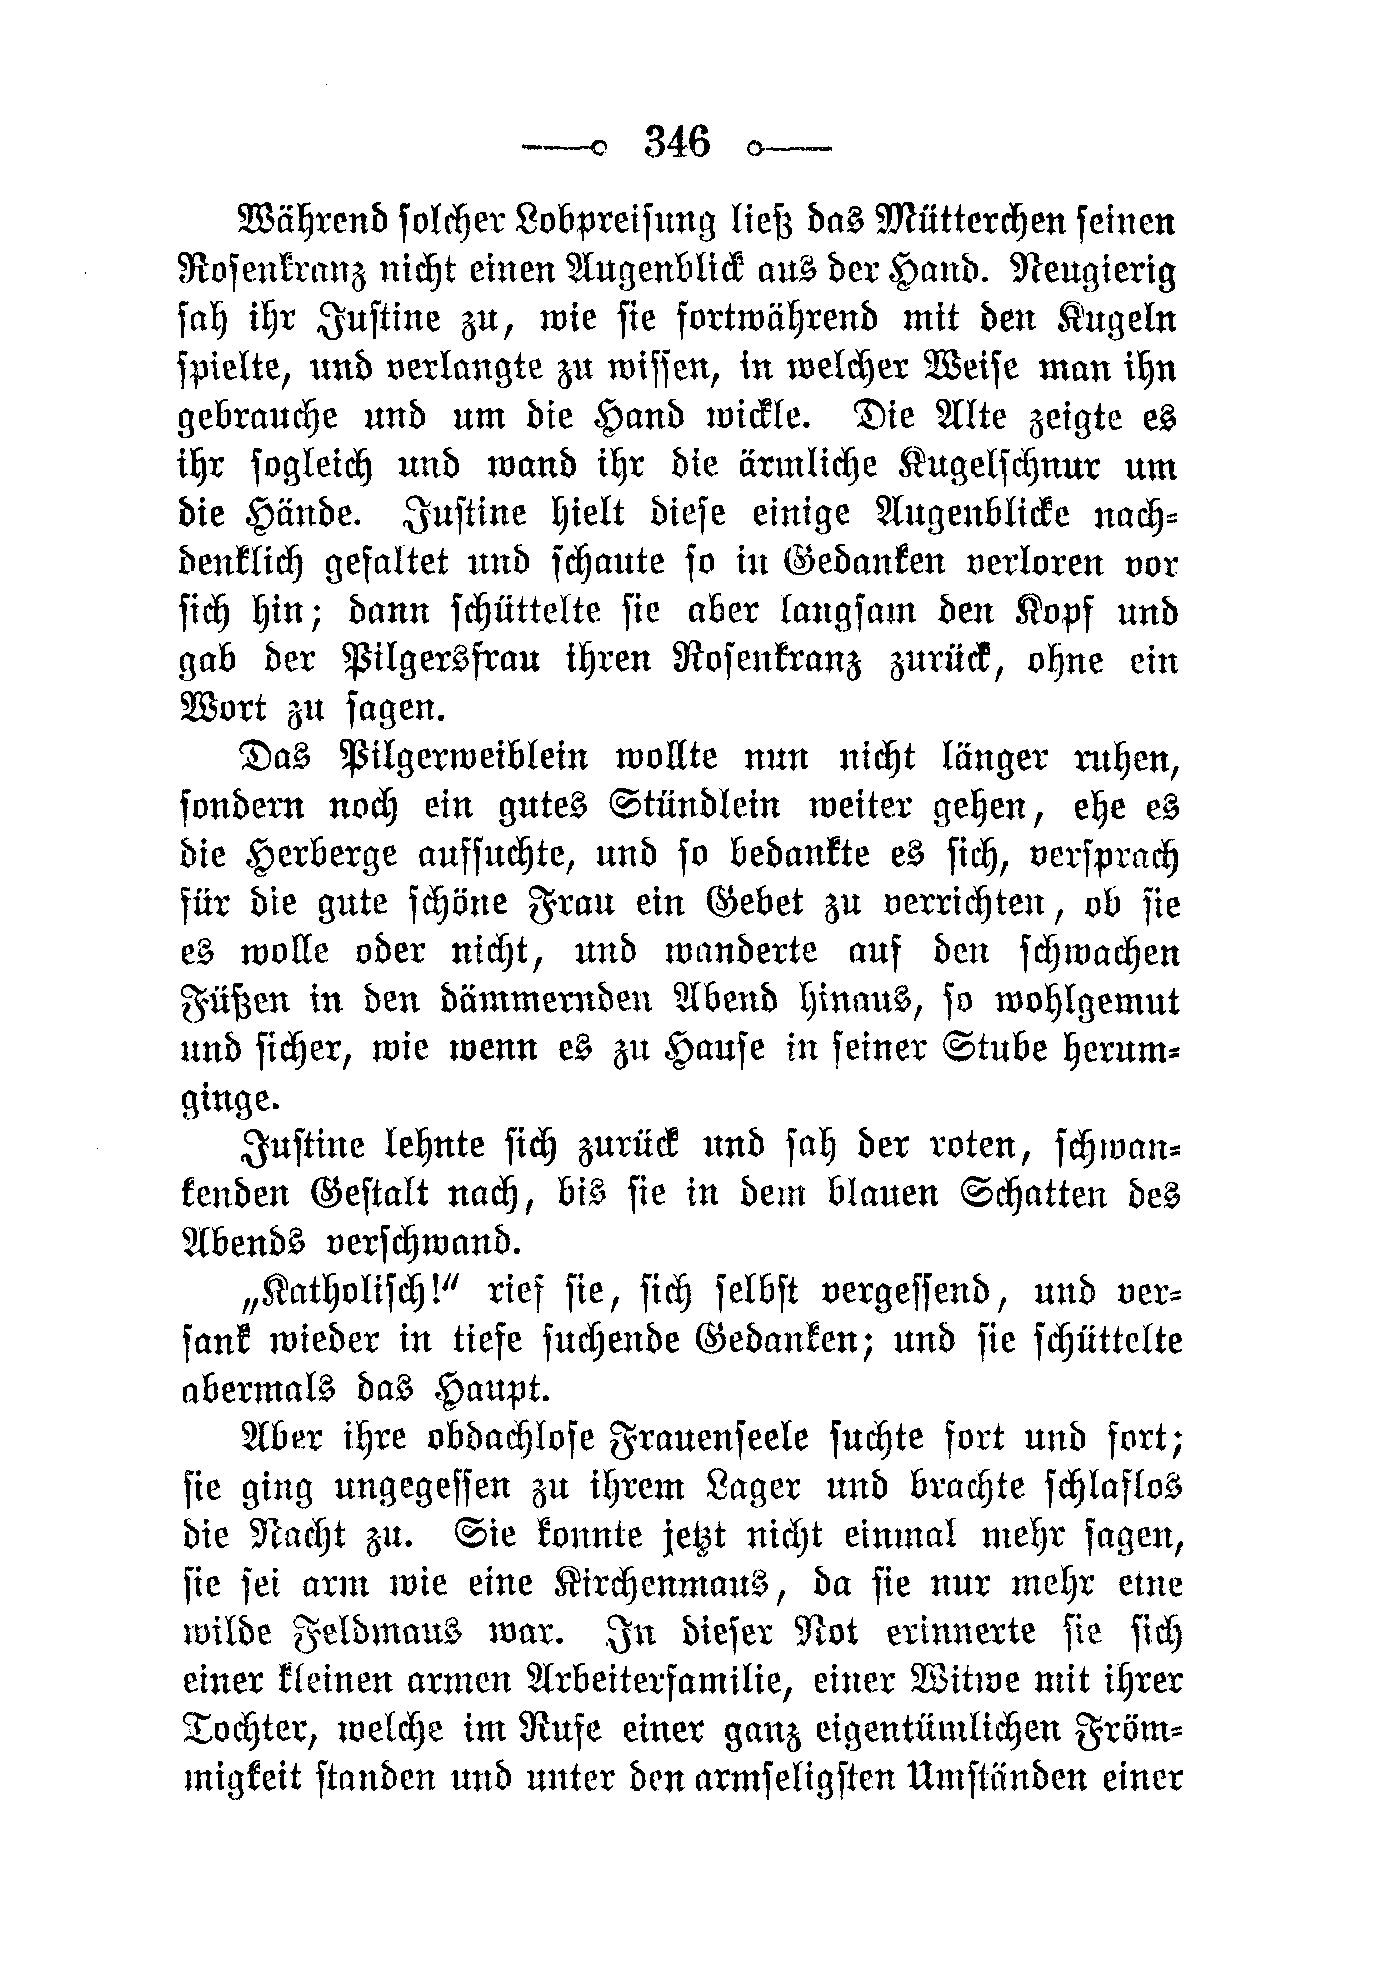 346
Während solcher Lobpreisung ließ das Mütterchen seinen
Rosenkranz nicht einen Augenblick aus der Hand. Neugierig
sah ihr Justine zu, wie sie fortwährend mit den Kugeln
spielte, und verlangte zu wissen, in welcher Weise man ihn
gebrauche und um die Hand wickle. Die Alte zeigte es
ihr sogleich und wand ihr die ärmliche Kugelschnur um
die Hände. Justine hielt diese einige Augenblicke nach-
denklich gefaltet und schaute so in Gedanken verloren vor
sich hin; dann schüttelte sie aber langsam den Kopf und
gab der Pilgersfrau ihren Rosenkranz zurück, ohne ein
Wort zu sagen.
Das Pilgerweiblein wollte nun nicht länger ruhen,
sondern noch ein gutes Stündlein weiter gehen, ehe es
die Herberge aufsuchte, und so bedankte es sich, versprach
für die gute schöne Frau ein Gebet zu verrichten, ob sie
es wolle oder nicht, und wanderte auf den schwachen
Füßen in den dämmernden Abend hinaus, so wohlgemut
und sicher, wie wenn es zu Hause in seiner Stube herum-
ginge.
Justine lehnte sich zurück und sah der roten, schwan-
kenden Gestalt nach, bis sie in dem blauen Schatten des
Abends verschwand.
„Katholisch!“ rief sie, sich selbst vergessend, und ver-
sank wieder in tiefe suchende Gedanken; und sie schüttelte
abermals das Haupt.
Aber ihre obdachlose Frauenseele suchte fort und fort;
sie ging ungegessen zu ihrem Lager und brachte schlaflos
die Nacht zu. Sie konnte jetzt nicht einmal mehr sagen,
sie sei arm wie eine Kirchenmaus, da sie nur mehr eine
wilde Feldmaus war. In dieser Not erinnerte sie sich
einer kleinen armen Arbeiterfamilie, einer Witwe mit ihrer
Tochter, welche im Rufe einer ganz eigentümlichen Fröm-
migkeit standen und unter den armseligsten Umständen einer